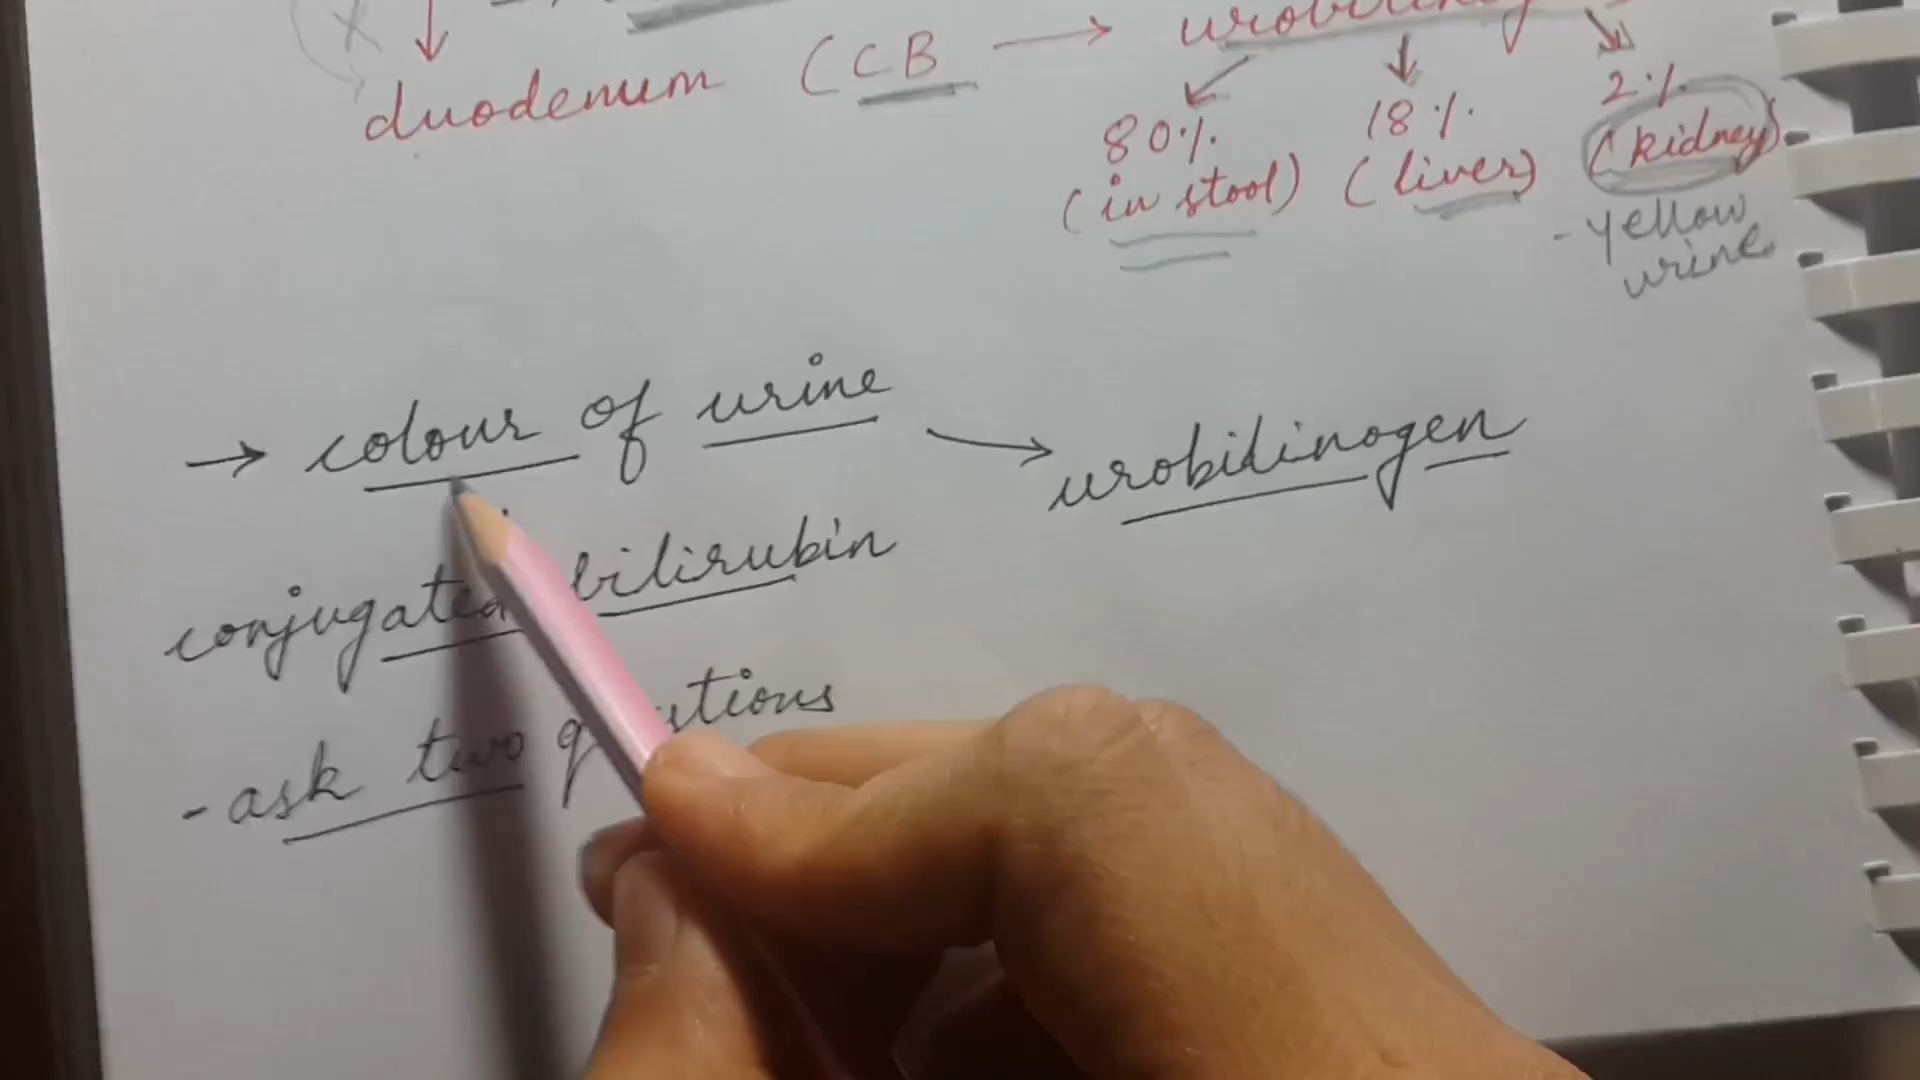 duodenum (CB → urobilinog
80% 18% 2%
(in stool) (liver) (kidney)
- yellow
urine
→ colour of urine → urobilinogen
conjugated bilirubin
- ask two questions